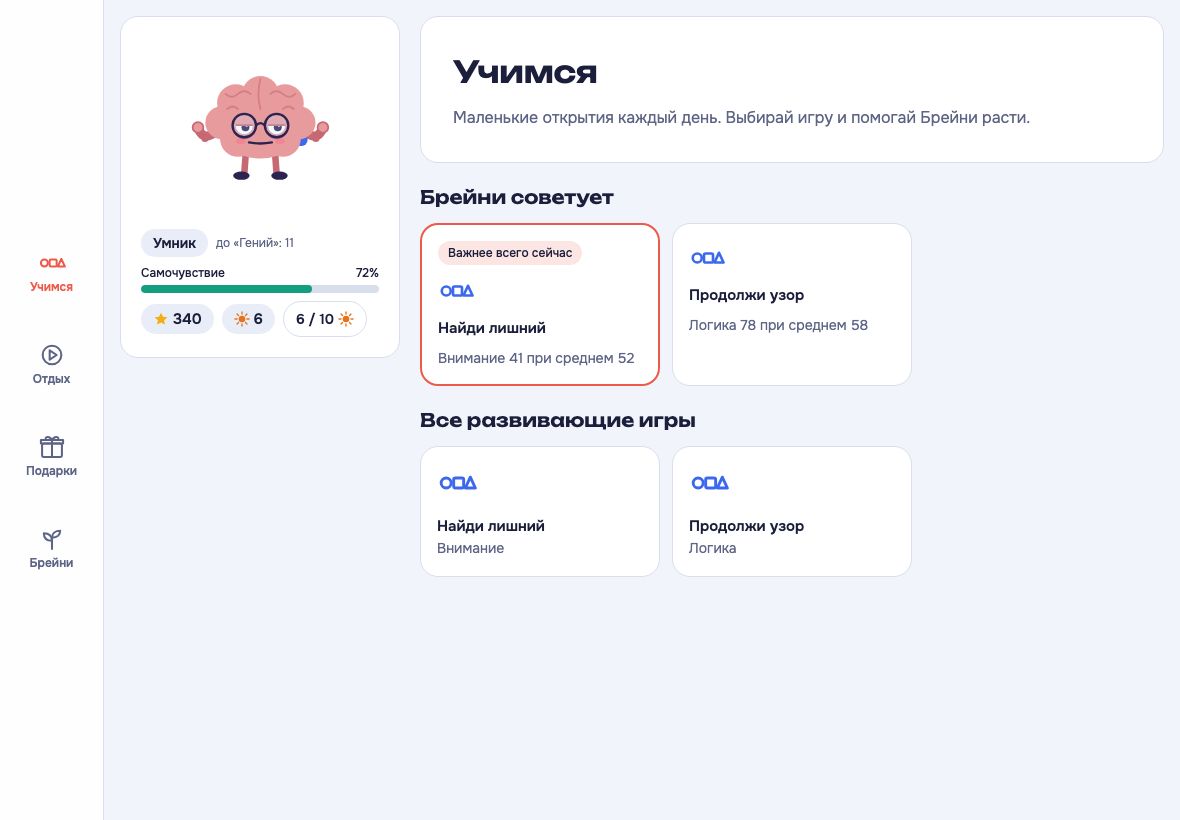 Учимся
Отдых
Подарки
Брейни
Умник
до «Гений»: 11
Самочувствие
72%
340
6
6 / 10
Учимся
Маленькие открытия каждый день. Выбирай игру и помогай Брейни расти.
Брейни советует
Важнее всего сейчас
Найди лишний
Внимание 41 при среднем 52
Продолжи узор
Логика 78 при среднем 58
Все развивающие игры
Найди лишний
Внимание
Продолжи узор
Логика